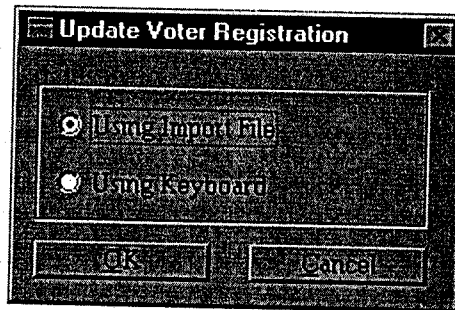 Update Voter Registration
Using Import File
Using Keyboard
OK
Cancel